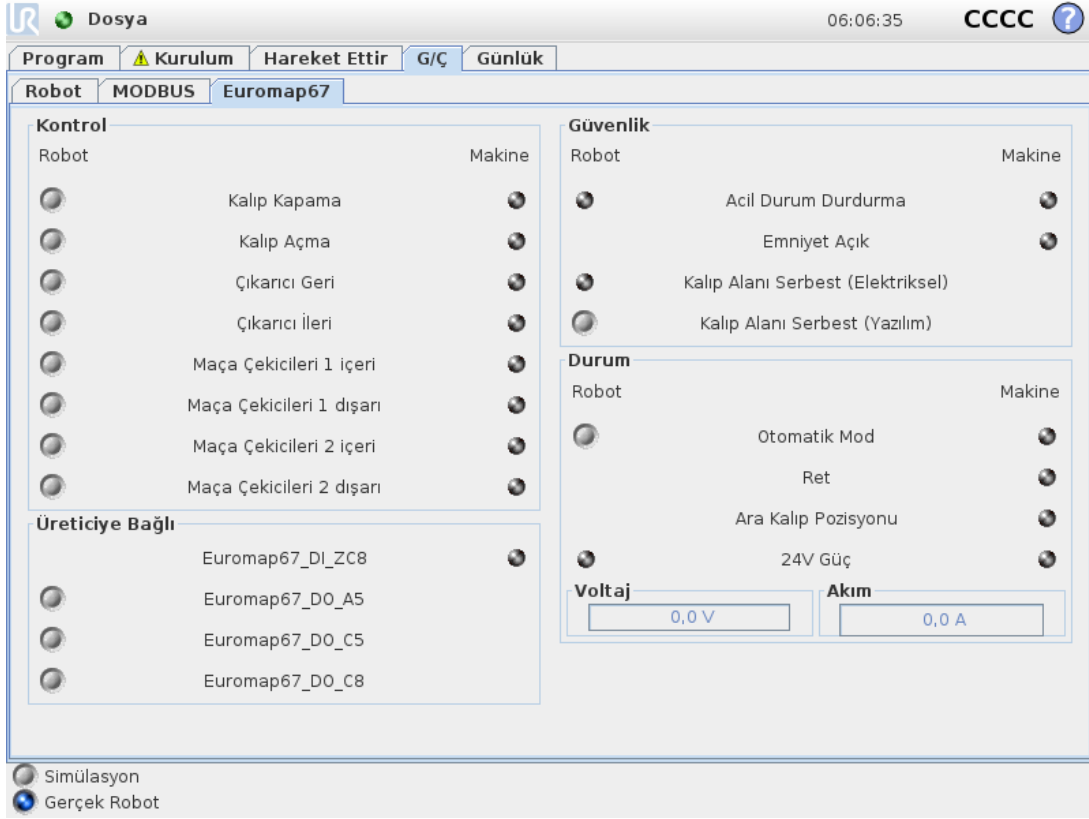 UR Dosya 06:06:35 CCCC ?
Program Kurulum Hareket Ettir G/Ç Günlük
Robot MODBUS Euromap67
Kontrol
Robot Makine
Kalıp Kapama
Kalıp Açma
Çıkarıcı Geri
Çıkarıcı İleri
Maça Çekicileri 1 içeri
Maça Çekicileri 1 dışarı
Maça Çekicileri 2 içeri
Maça Çekicileri 2 dışarı
Üreticiye Bağlı
Euromap67_DI_ZC8
Euromap67_DO_A5
Euromap67_DO_C5
Euromap67_DO_C8
Güvenlik
Robot Makine
Acil Durum Durdurma
Emniyet Açık
Kalıp Alanı Serbest (Elektriksel)
Kalıp Alanı Serbest (Yazılım)
Durum
Robot Makine
Otomatik Mod
Ret
Ara Kalıp Pozisyonu
24V Güç
Voltaj Akım
0,0 V 0,0 A
Simülasyon
Gerçek Robot